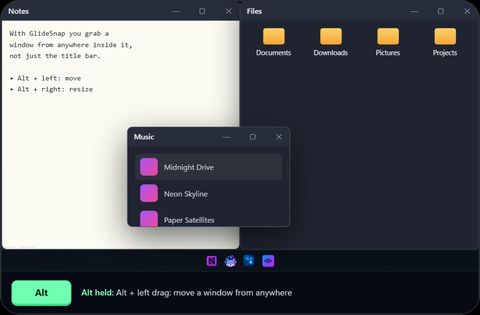 Notes
With GlideSnap you grab a
window from anywhere inside it,
not just the title bar.
• Alt + left: move
• Alt + right: resize
Files
Documents Downloads Pictures Projects
Music
Midnight Drive
Neon Skyline
Paper Satellites
Alt
Alt held: Alt + left drag: move a window from anywhere